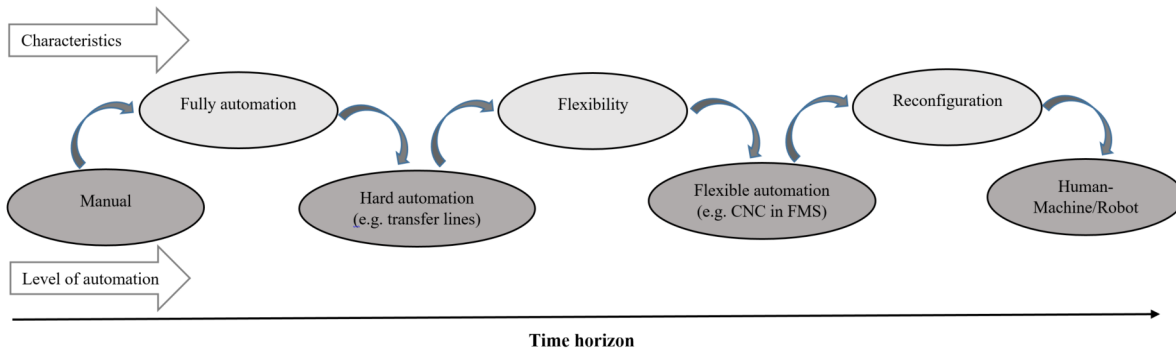 Characteristics
Fully automation
Flexibility
Reconfiguration
Manual
Hard automation
(e.g. transfer lines)
Flexible automation
(e.g. CNC in FMS)
Human-
Machine/Robot
Level of automation
Time horizon